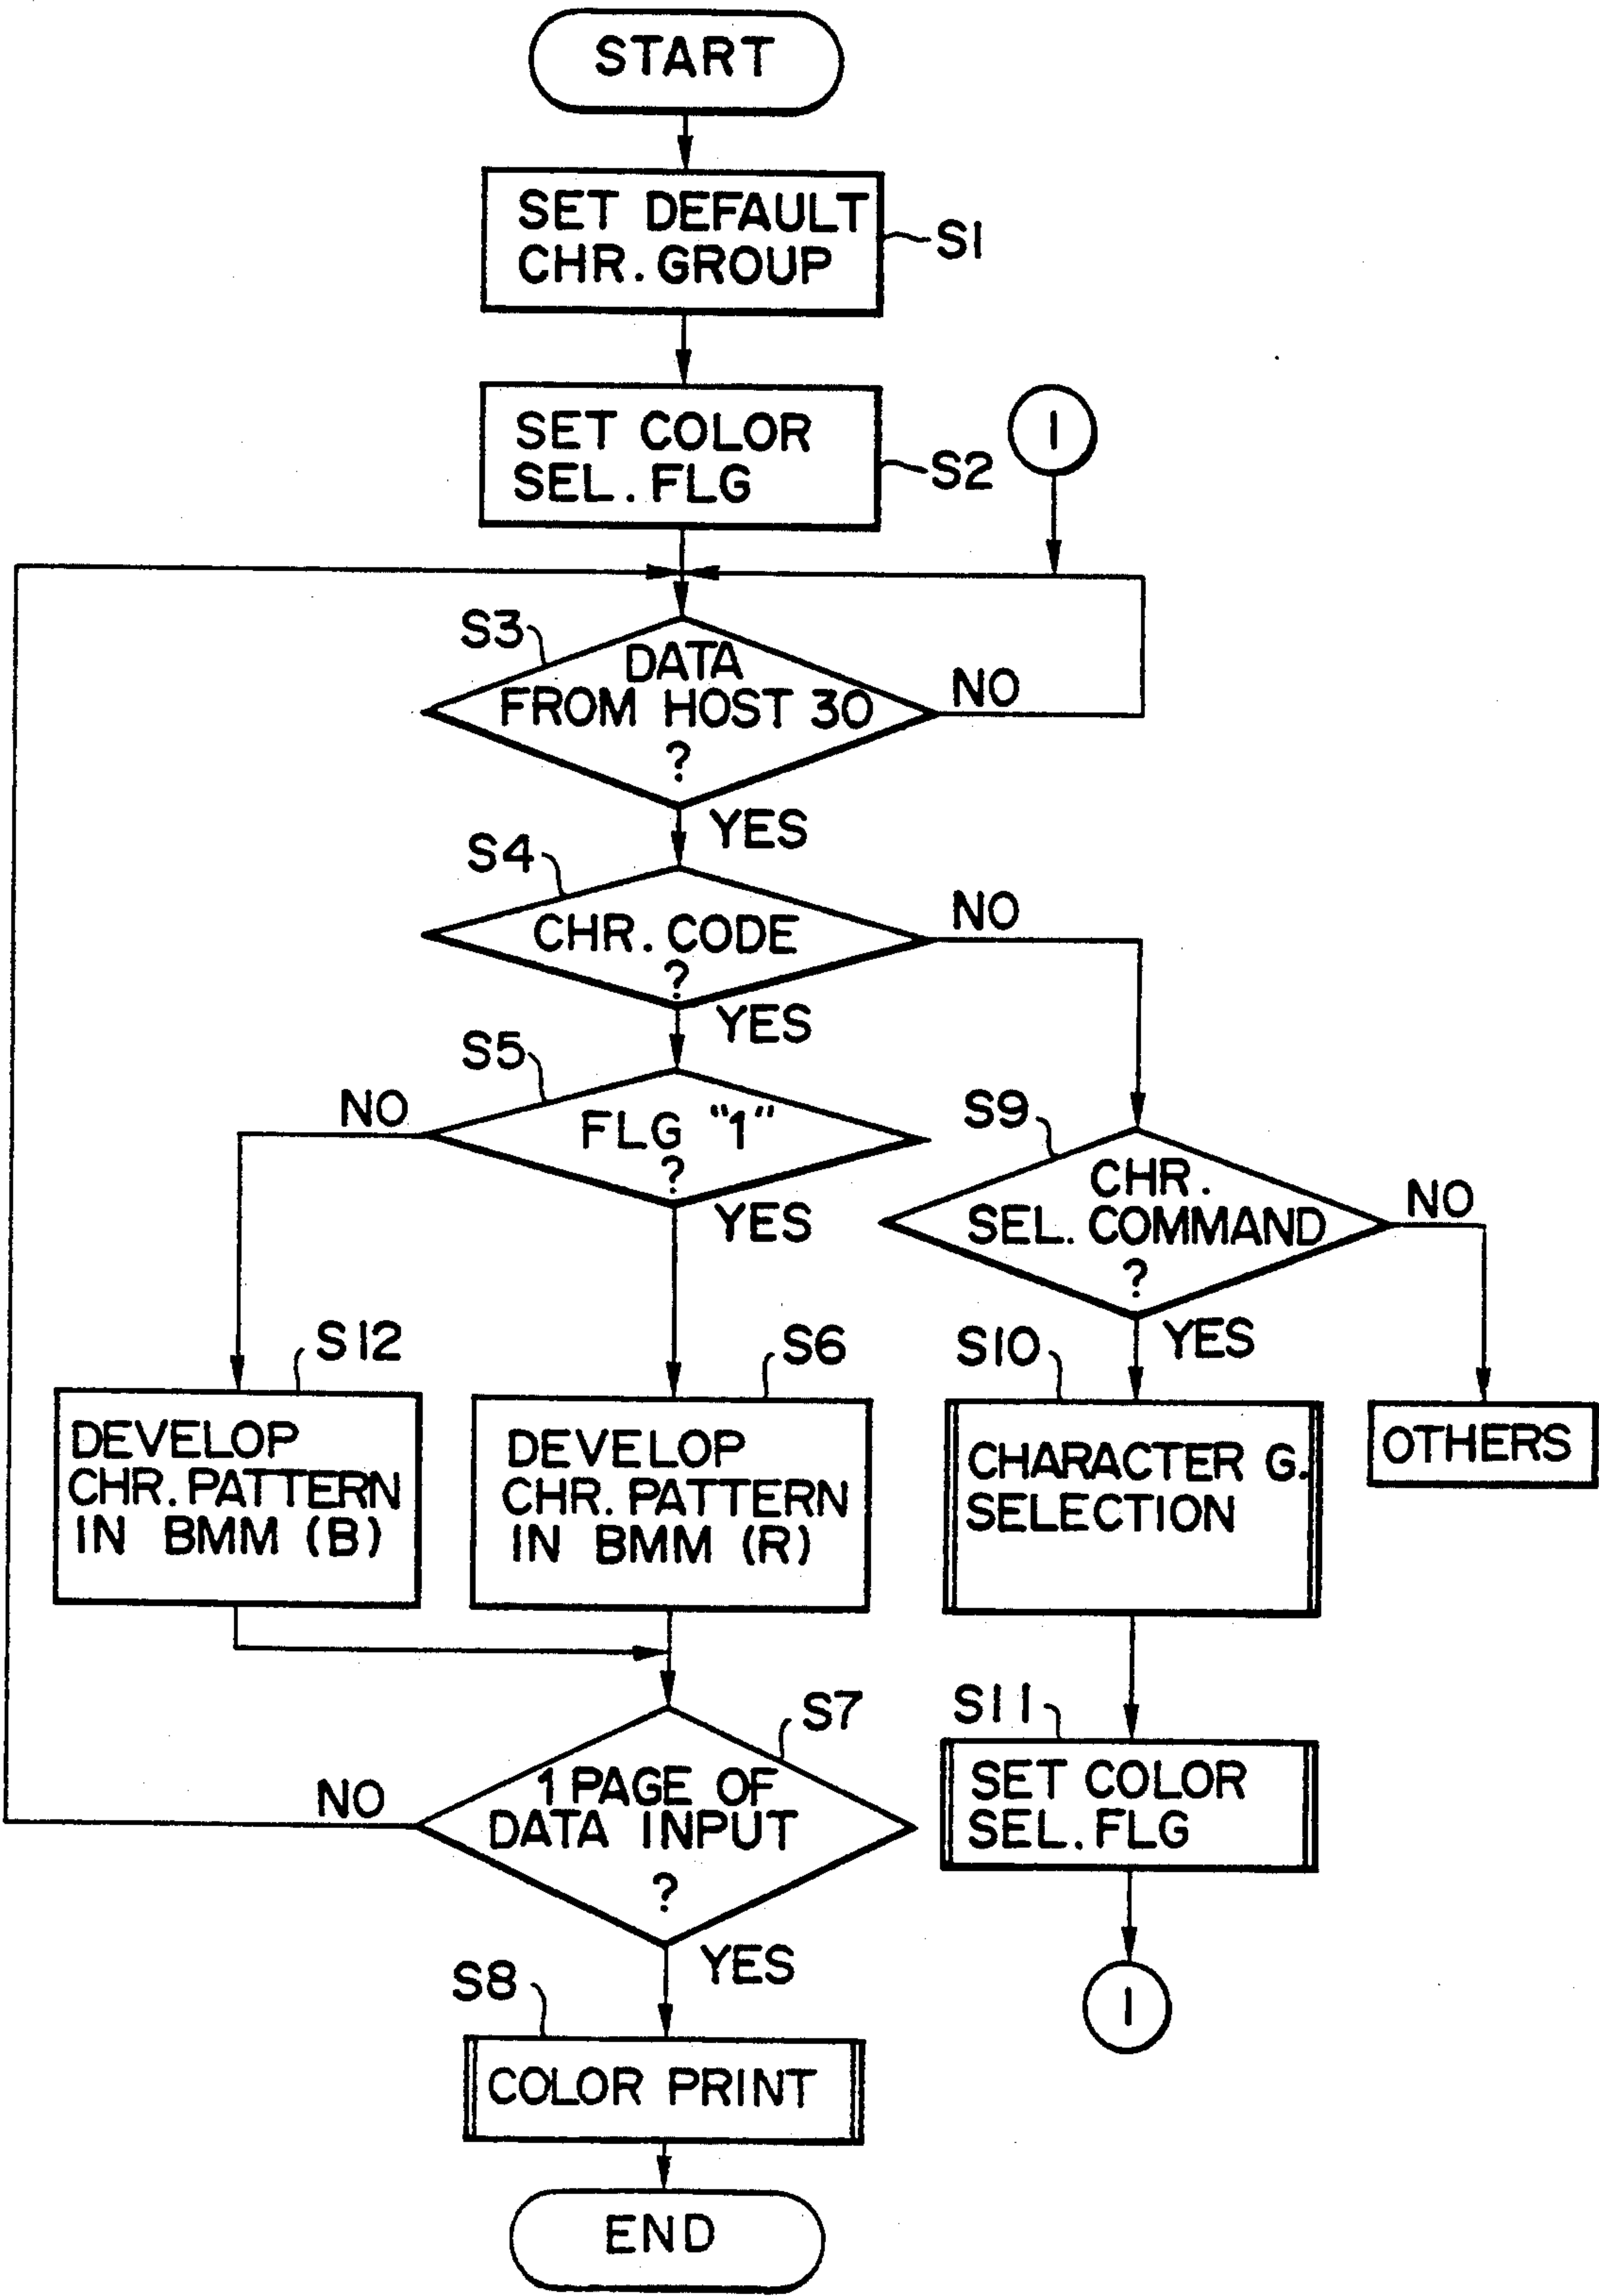 START
SET DEFAULT
CHR. GROUP
S1
SET COLOR
SEL. FLG
S2
1
S3
DATA
FROM HOST 30
?
NO
YES
S4
CHR. CODE
?
NO
YES
S5
FLG "1"
?
NO
YES
S9
CHR.
SEL. COMMAND
?
NO
YES
S12
DEVELOP
CHR. PATTERN
IN BMM (B)
S6
DEVELOP
CHR. PATTERN
IN BMM (R)
S10
CHARACTER G.
SELECTION
OTHERS
S7
1 PAGE OF
DATA INPUT
?
NO
YES
S11
SET COLOR
SEL. FLG
1
S8
COLOR PRINT
END